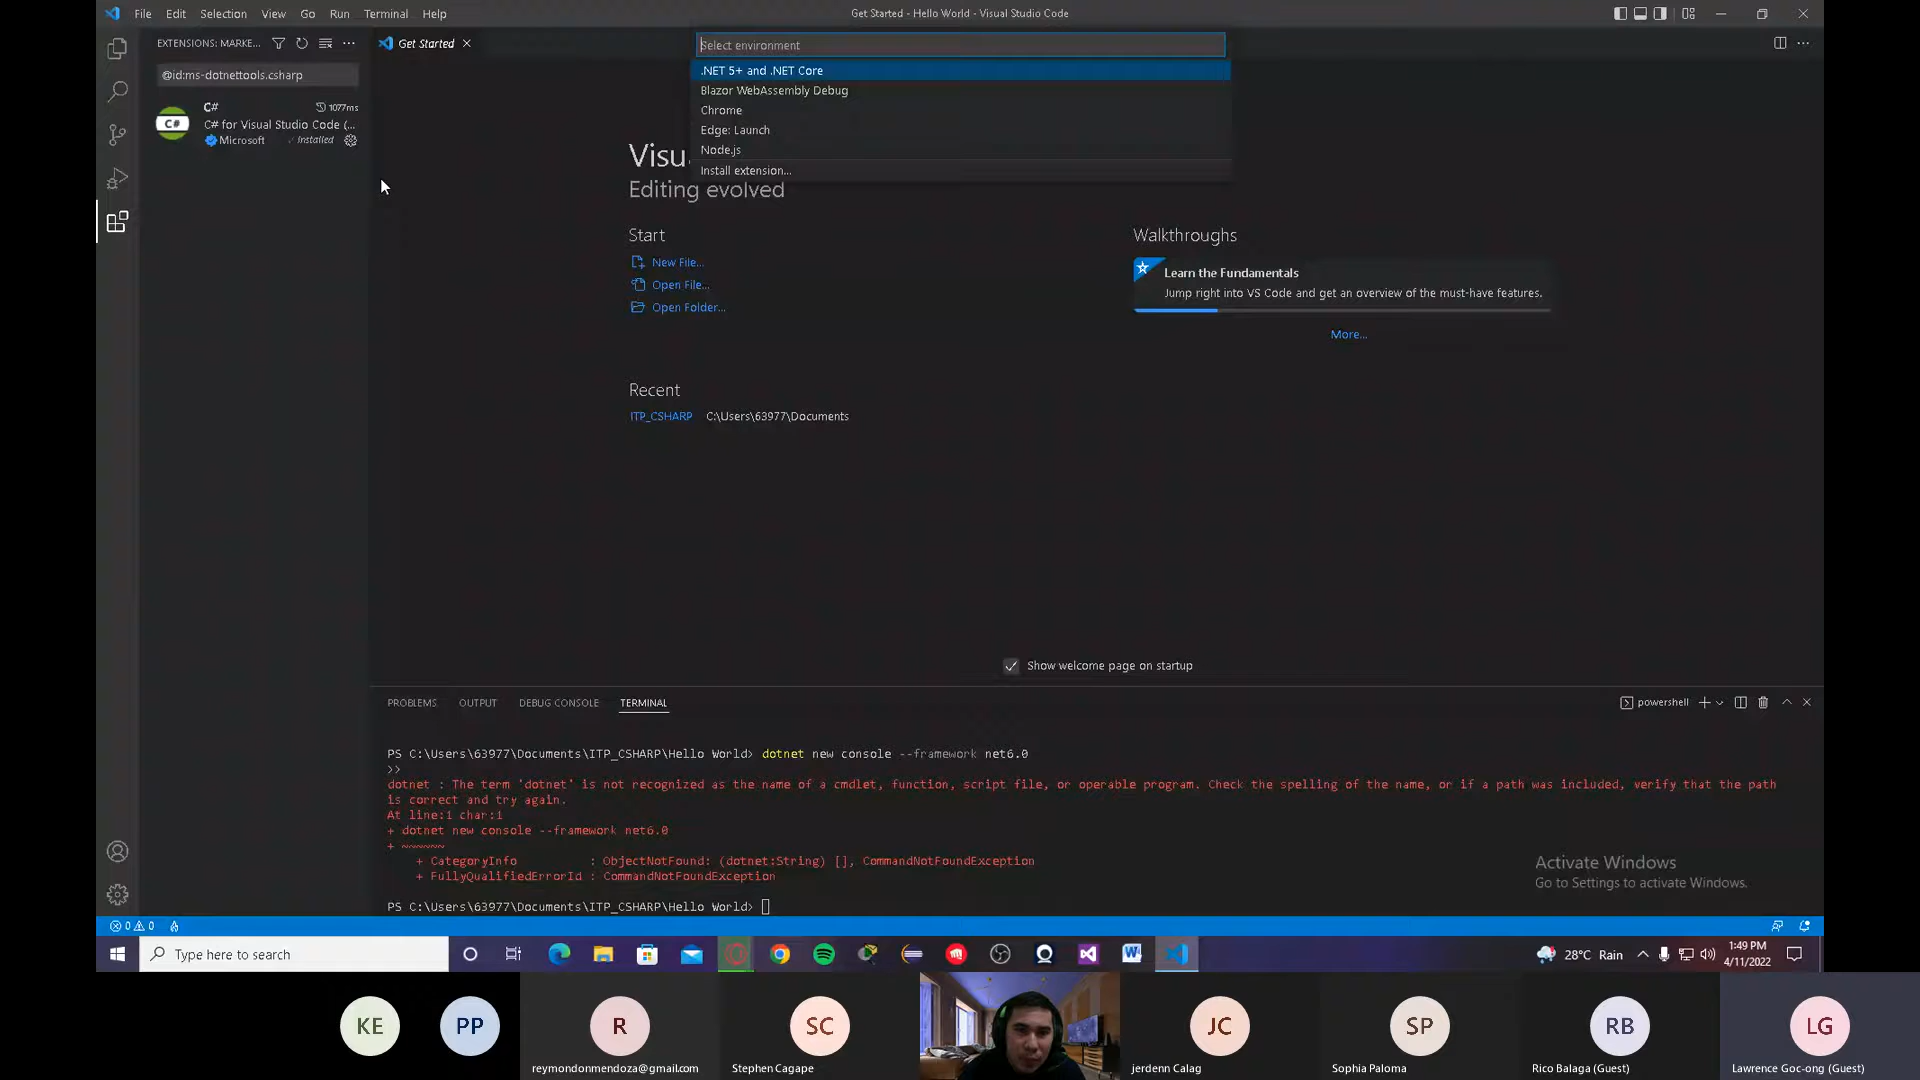 File Edit Selection View Go Run Terminal Help
Get Started - Hello World - Visual Studio Code
EXTENSIONS: MARKE...
Get Started
@id:ms-dotnettools.csharp
C#
C#
1077ms
C# for Visual Studio Code (...
Microsoft
Installed
Select environment
.NET 5+ and .NET Core
Blazor WebAssembly Debug
Chrome
Edge: Launch
Node.js
Install extension...
Visu
Editing evolved
Start
New File...
Open File...
Open Folder...
Recent
ITP_CSHARP C:\Users\63977\Documents
Walkthroughs
Learn the Fundamentals
Jump right into VS Code and get an overview of the must-have features.
More...
Show welcome page on startup
PROBLEMS OUTPUT DEBUG CONSOLE TERMINAL
powershell
PS C:\Users\63977\Documents\ITP_CSHARP\Hello World> dotnet new console --framework net6.0
>>
dotnet : The term 'dotnet' is not recognized as the name of a cmdlet, function, script file, or operable program. Check the spelling of the name, or if a path was included, verify that the path
is correct and try again.
At line:1 char:1
+ dotnet new console --framework net6.0
+ ~~~~~~
+ CategoryInfo : ObjectNotFound: (dotnet:String) [], CommandNotFoundException
+ FullyQualifiedErrorId : CommandNotFoundException
PS C:\Users\63977\Documents\ITP_CSHARP\Hello World>
Activate Windows
Go to Settings to activate Windows.
0 0
Type here to search
28°C Rain
1:49 PM
4/11/2022
KE
PP
R
SC
JC
SP
RB
LG
reymondonmendoza@gmail.com
Stephen Cagape
jerdenn Calag
Sophia Paloma
Rico Balaga (Guest)
Lawrence Goc-ong (Guest)